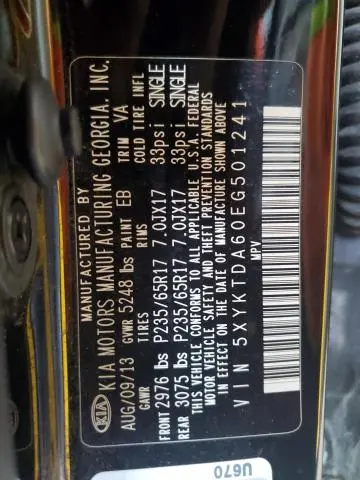 MANUFACTURED BY
KIA KIA MOTORS MANUFACTURING GEORGIA, INC.
AUG/09/13 GVWR 5248 lbs PAINT EB TRIM VA
GAWR TIRES RIMS COLD TIRE INFL
FRONT 2976 lbs P235/65R17 7.0JX17 33psi SINGLE
REAR 3075 lbs P235/65R17 7.0JX17 33psi SINGLE
THIS VEHICLE CONFORMS TO ALL APPLICABLE U.S.A. FEDERAL
MOTOR VEHICLE SAFETY AND THEFT PREVENTION STANDARDS
IN EFFECT ON THE DATE OF MANUFACTURE SHOWN ABOVE
VIN 5XYKTDA60EG501241
MPV
U670